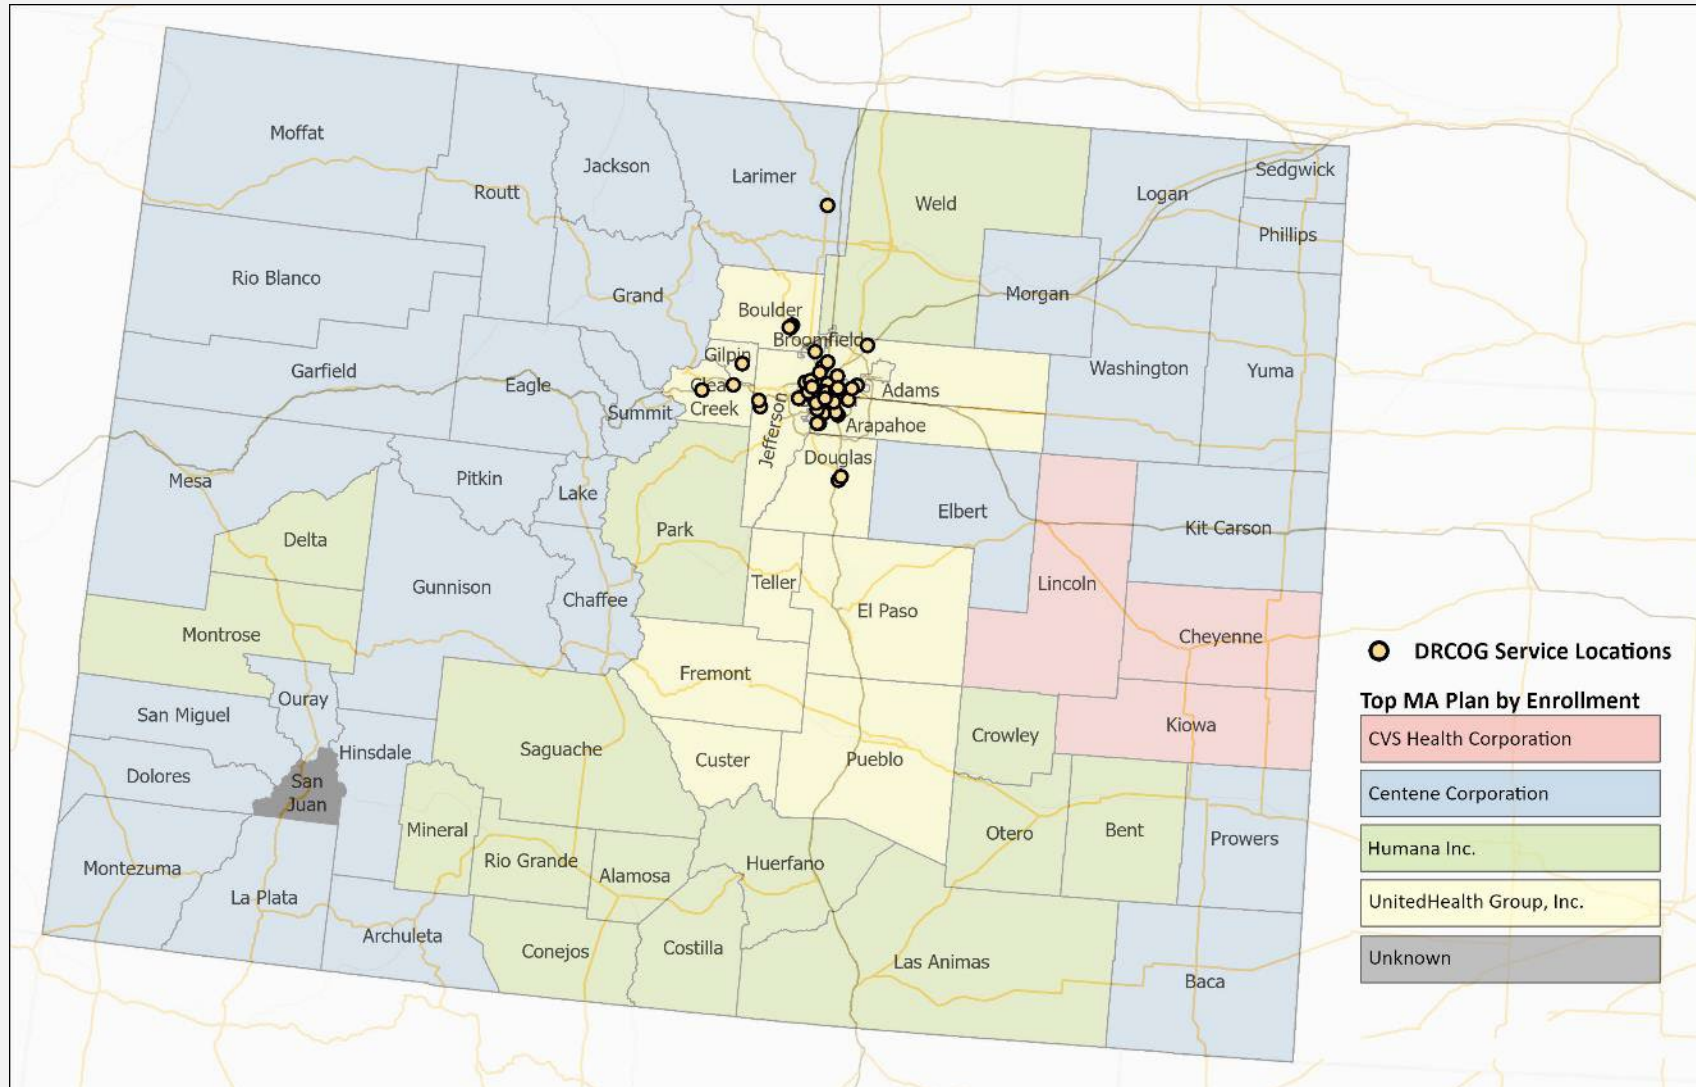 Moffat
Jackson
Routt
Larimer
Weld
Logan
Sedgwick
Phillips
Rio Blanco
Grand
Boulder
Morgan
Broomfield
Gilpin
Garfield
Eagle
Summit
Clear
Creek
Jefferson
Adams
Arapahoe
Washington
Yuma
Douglas
Mesa
Pitkin
Lake
Delta
Park
Elbert
Kit Carson
Gunnison
Chaffee
Teller
El Paso
Lincoln
Montrose
Cheyenne
Fremont
Ouray
San Miguel
Hinsdale
Saguache
Custer
Pueblo
Crowley
Kiowa
Dolores
San
Juan
Mineral
Rio Grande
Alamosa
Huerfano
Otero
Bent
Prowers
Montezuma
La Plata
Archuleta
Conejos
Costilla
Las Animas
Baca
DRCOG Service Locations
Top MA Plan by Enrollment
CVS Health Corporation
Centene Corporation
Humana Inc.
UnitedHealth Group, Inc.
Unknown